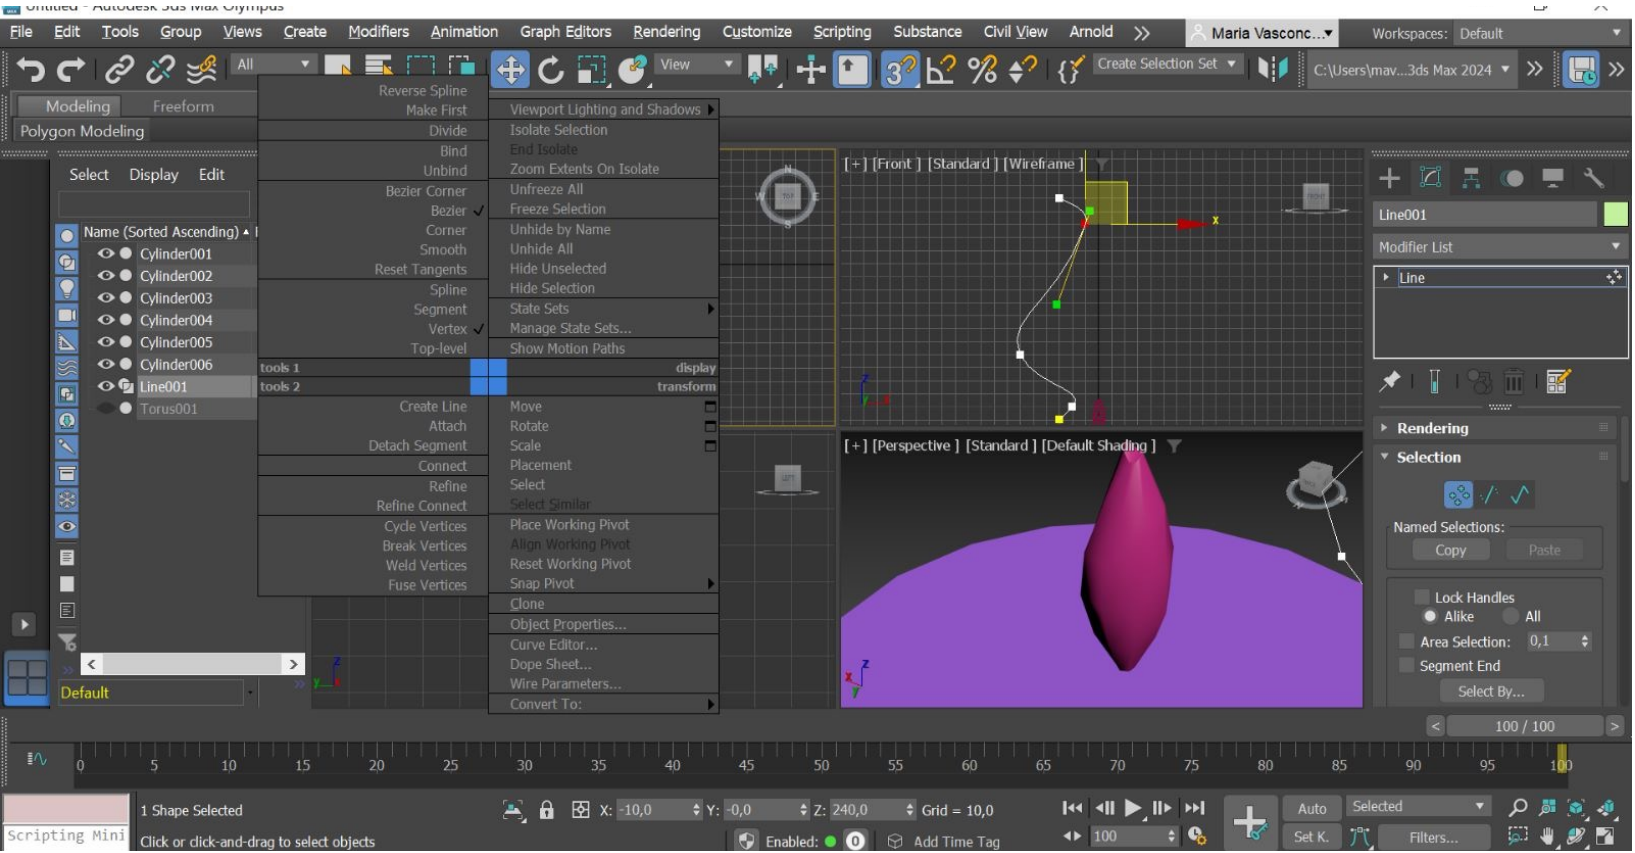 Untitled - Autodesk 3ds Max Olympus
File Edit Tools Group Views Create Modifiers Animation Graph Editors Rendering Customize Scripting Substance Civil View Arnold >> Maria Vasconc...▾ Workspaces: Default
All View Create Selection Set C:\Users\mav...3ds Max 2024
Modeling Freeform
Polygon Modeling
Select Display Edit
Name (Sorted Ascending)
Cylinder001
Cylinder002
Cylinder003
Cylinder004
Cylinder005
Cylinder006
Line001
Torus001
Default
Reverse Spline
Make First
Divide
Bind
Unbind
Bezier Corner
Bezier ✓
Corner
Smooth
Reset Tangents
Spline
Segment
Vertex ✓
Top-level
tools 1
tools 2
Create Line
Attach
Detach Segment
Connect
Refine
Refine Connect
Cycle Vertices
Break Vertices
Weld Vertices
Fuse Vertices
Viewport Lighting and Shadows
Isolate Selection
End Isolate
Zoom Extents On Isolate
Unfreeze All
Freeze Selection
Unhide by Name
Unhide All
Hide Unselected
Hide Selection
State Sets
Manage State Sets...
Show Motion Paths
display
transform
Move
Rotate
Scale
Placement
Select
Select Similar
Place Working Pivot
Align Working Pivot
Reset Working Pivot
Snap Pivot
Clone
Object Properties...
Curve Editor...
Dope Sheet...
Wire Parameters...
Convert To:
N
W TOP E
S
[+] [Front ] [Standard ] [Wireframe ]
FRONT
x
z
LEFT
z
y
[+] [Perspective ] [Standard ] [Default Shading ]
z
x
y
Line001
Modifier List
Line
Rendering
Selection
Named Selections:
Copy Paste
Lock Handles
Alike All
Area Selection: 0,1
Segment End
Select By...
< 100 / 100 >
0 5 10 15 20 25 30 35 40 45 50 55 60 65 70 75 80 85 90 95 100
1 Shape Selected X: -10,0 Y: -0,0 Z: 240,0 Grid = 10,0 Auto Selected
Scripting Mini Click or click-and-drag to select objects Enabled: 0 Add Time Tag 100 Set K. Filters...